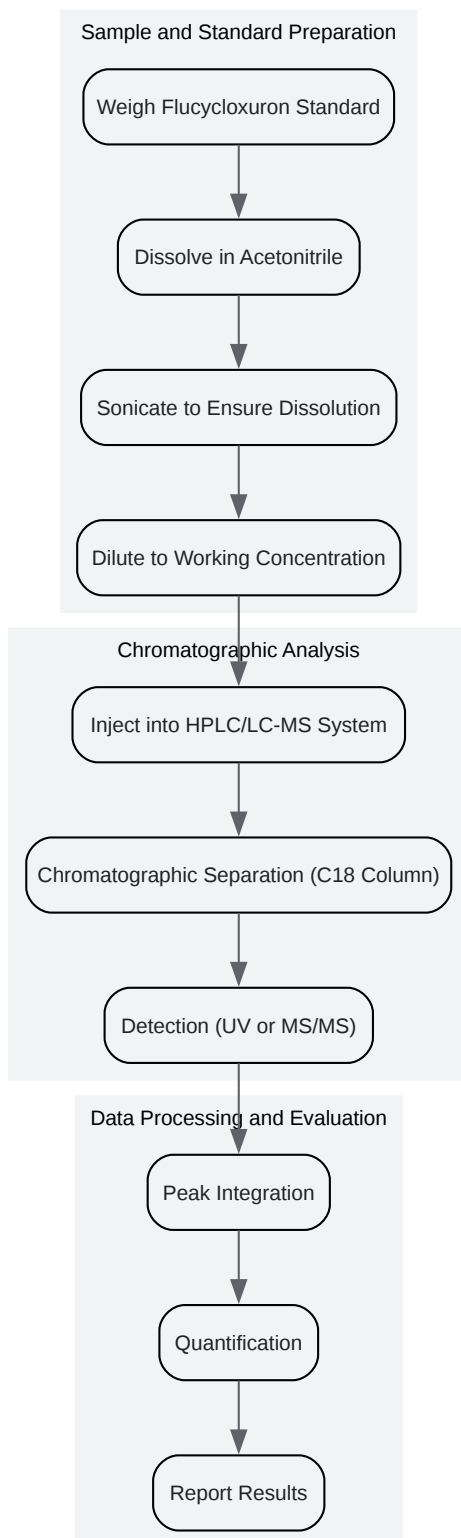 Sample and Standard Preparation
Weigh Flucycloxuron Standard
Dissolve in Acetonitrile
Sonicate to Ensure Dissolution
Dilute to Working Concentration
Chromatographic Analysis
Inject into HPLC/LC-MS System
Chromatographic Separation (C18 Column)
Detection (UV or MS/MS)
Data Processing and Evaluation
Peak Integration
Quantification
Report Results